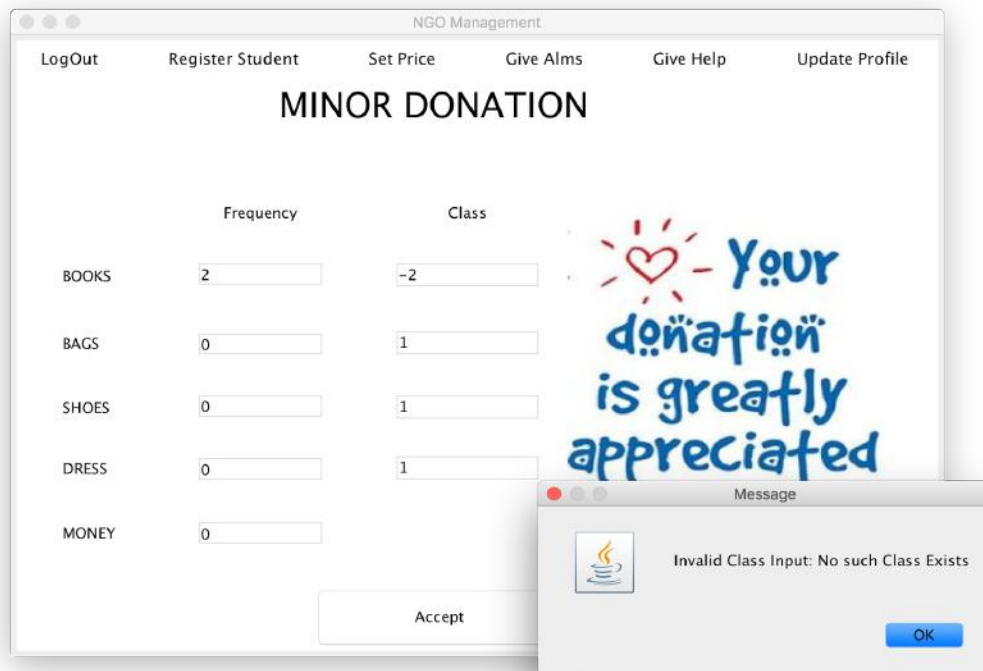 NGO Management
LogOut Register Student Set Price Give Alms Give Help Update Profile
MINOR DONATION
Frequency Class
BOOKS 2 -2
BAGS 0 1
SHOES 0 1
DRESS 0 1
MONEY 0
Accept
Your
donation
is greatly
appreciated
Message
Invalid Class Input: No such Class Exists
OK